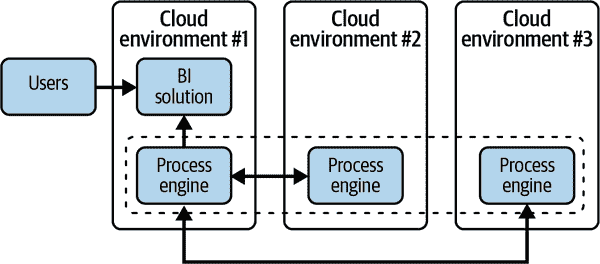 Cloud
environment #1
Cloud
environment #2
Cloud
environment #3
Users
BI
solution
Process
engine
Process
engine
Process
engine